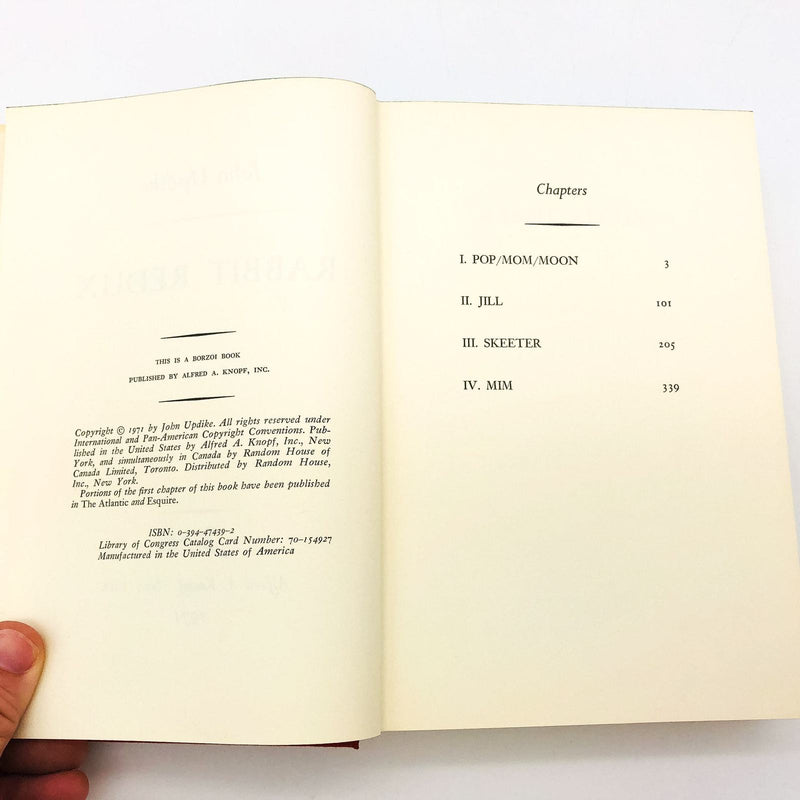 THIS IS A BORZOI BOOK
PUBLISHED BY ALFRED A. KNOPF, INC.
Copyright © 1971 by John Updike. All rights reserved under
International and Pan-American Copyright Conventions. Pub-
lished in the United States by Alfred A. Knopf, Inc., New
York, and simultaneously in Canada by Random House of
Canada Limited, Toronto. Distributed by Random House,
Inc., New York.
Portions of the first chapter of this book have been published
in The Atlantic and Esquire.
ISBN: 0-394-47439-2
Library of Congress Catalog Card Number: 70-154927
Manufactured in the United States of America
Chapters
I. POP/MOM/MOON 3
II. JILL 101
III. SKEETER 205
IV. MIM 339